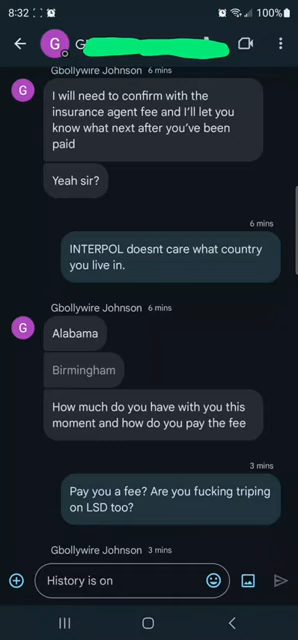 8:32
100%
G
G
Gbollywire Johnson 6 mins
G
I will need to confirm with the
insurance agent fee and I'll let you
know what next after you've been
paid
Yeah sir?
6 mins
INTERPOL doesnt care what country
you live in.
Gbollywire Johnson 6 mins
G
Alabama
Birmingham
How much do you have with you this
moment and how do you pay the fee
3 mins
Pay you a fee? Are you fucking triping
on LSD too?
Gbollywire Johnson 3 mins
History is on